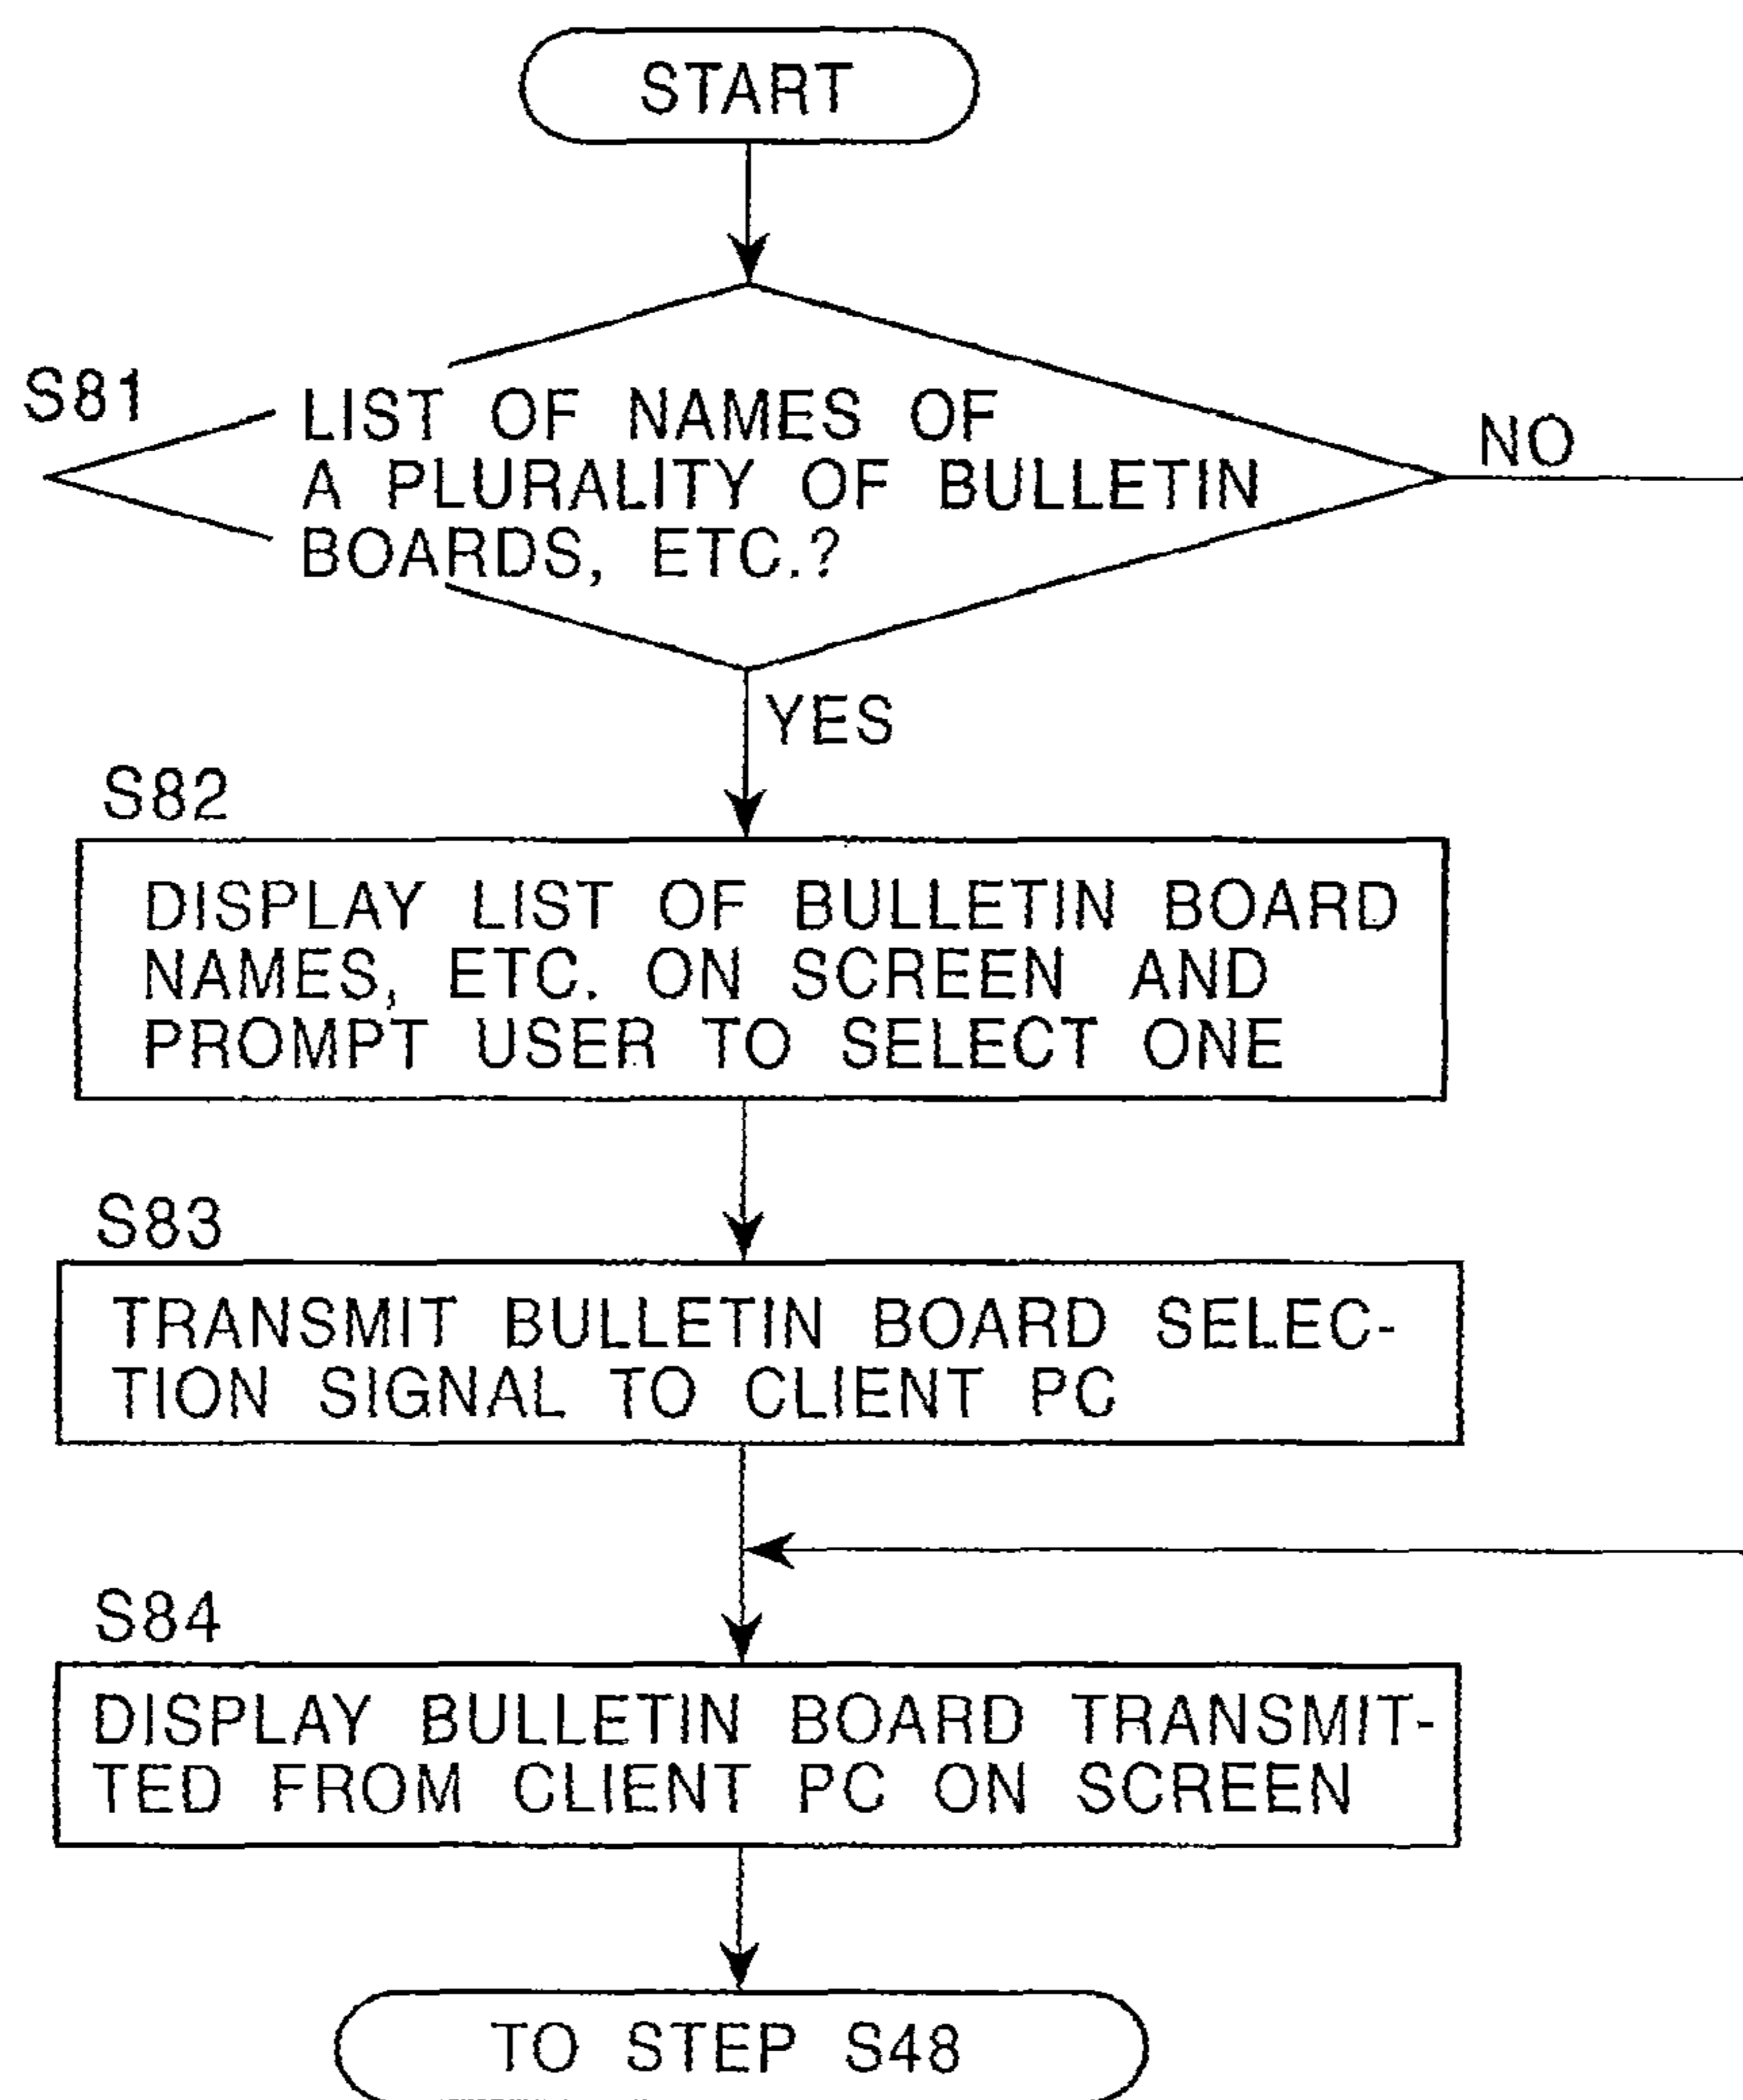 START
S81
LIST OF NAMES OF
A PLURALITY OF BULLETIN
BOARDS, ETC.?
NO
YES
S82
DISPLAY LIST OF BULLETIN BOARD
NAMES, ETC. ON SCREEN AND
PROMPT USER TO SELECT ONE
S83
TRANSMIT BULLETIN BOARD SELEC-
TION SIGNAL TO CLIENT PC
S84
DISPLAY BULLETIN BOARD TRANSMIT-
TED FROM CLIENT PC ON SCREEN
TO STEP S48